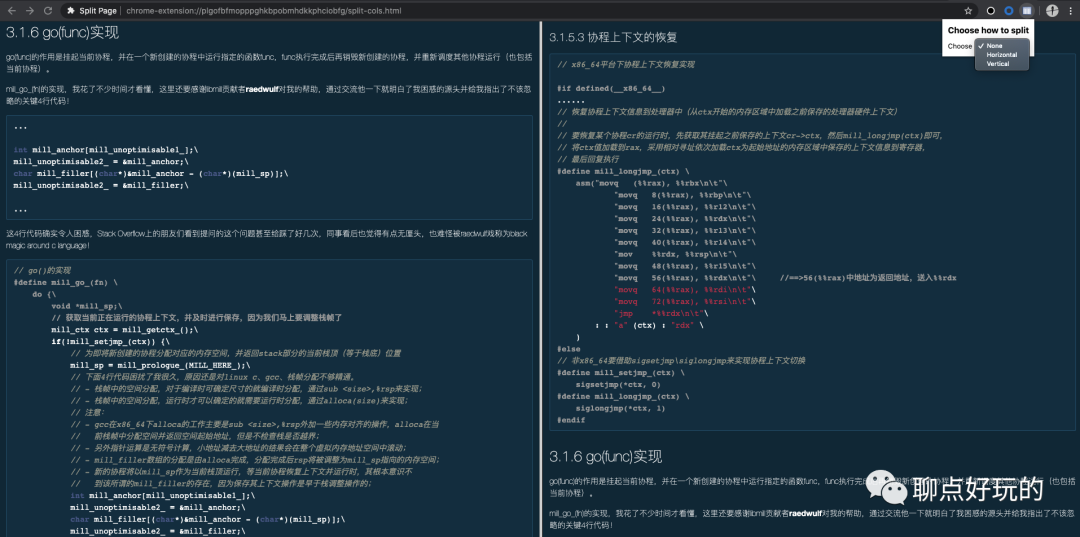 Split Page | chrome-extension://plgofbfmopppghkbpobmhdkkphciobfg/split-cols.html
Choose how to split
Choose
✓ None
Horizontal
Vertical
3.1.6 go(func)实现
go(func)的作用是挂起当前协程，并在一个新创建的协程中运行指定的函数func，func执行完成后再销毁新创建的协程，并重新调度其他协程运行（也包括
当前协程）。
mill_go_(fn)的实现，我花了不少时间才看懂，这里还要感谢libmill贡献者raedwulf对我的帮助，通过交流他一下就明白了我困惑的源头并给我指出了不该忽
略的关键4行代码！
...
int mill_anchor[mill_unoptimisable1_];\
mill_unoptimisable2_ = &mill_anchor;\
char mill_filler[(char*)&mill_anchor - (char*)(mill_sp)];\
mill_unoptimisable2_ = &mill_filler;\
...
这4行代码确实令人困惑，Stack Overflow上的朋友们看到提问的这个问题甚至给踩了好几次，同事看后也觉得有点无厘头，也难怪被raedwulf戏称为black
magic around c language！
// go()的实现
#define mill_go_(fn) \
do {\
void *mill_sp;\
// 获取当前正在运行的协程上下文，并及时进行保存，因为我们马上要调整栈帧了
mill_ctx ctx = mill_getctx_();\
if(!mill_setjmp_(ctx)) {\
// 为即将新创建的协程分配对应的内存空间，并返回stack部分的当前栈顶（等于栈底）位置
mill_sp = mill_prologue_(MILL_HERE_);\
// 下面4行代码困扰了我很久，原因还是对linux c、gcc、栈帧分配不够精通。
// - 栈帧中的空间分配，对于编译时可确定尺寸的就编译时分配，通过sub <size>,%rsp来实现；
// - 栈帧中的空间分配，运行时才可以确定的就需要运行时分配，通过alloca(size)来实现；
// 注意：
// - gcc在x86_64下alloca的工作主要是sub <size>,%rsp外加一些内存对齐的操作，alloca在当
// 前栈帧中分配空间并返回空间起始地址，但是不检查栈是否越界；
// - 另外指针运算是无符号计算，小地址减去大地址的结果会在整个虚拟内存地址空间中滚动；
// - mill_filler数组的分配是由alloca完成，分配完成后rsp将被调整为mill_sp指向的内存空间；
// - 新的协程将以mill_sp作为当前栈顶运行，等当前协程恢复上下文并运行时，其根本意识不
// 到该所谓的mill_filler的存在，因为保存其上下文操作是早于栈调整操作的；
int mill_anchor[mill_unoptimisable1_];\
mill_unoptimisable2_ = &mill_anchor;\
char mill_filler[(char*)&mill_anchor - (char*)(mill_sp)];\
mill_unoptimisable2_ = &mill_filler;\
3.1.5.3 协程上下文的恢复
// x86_64平台下协程上下文恢复实现
#if defined(__x86_64__)
......
// 恢复协程上下文信息到处理器中（从ctx开始的内存区域中加载之前保存的处理器硬件上下文）
//
// 要恢复某个协程cr的运行时，先获取其挂起之前保存的上下文cr->ctx，然后mill_longjmp(ctx)即可，
// 将ctx值加载到rax，采用相对寻址依次加载ctx为起始地址的内存区域中保存的上下文信息到寄存器，
// 最后回复执行
#define mill_longjmp_(ctx) \
asm("movq (%%rax), %%rbx\n\t"\
"movq 8(%%rax), %%rbp\n\t"\
"movq 16(%%rax), %%r12\n\t"\
"movq 24(%%rax), %%rdx\n\t"\
"movq 32(%%rax), %%r13\n\t"\
"movq 40(%%rax), %%r14\n\t"\
"mov %%rdx, %%rsp\n\t"\
"movq 48(%%rax), %%r15\n\t"\
"movq 56(%%rax), %%rdx\n\t"\ //==>56(%%rax)中地址为返回地址，送入%%rdx
"movq 64(%%rax), %%rdi\n\t"\
"movq 72(%%rax), %%rsi\n\t"\
"jmp *%%rdx\n\t"\
: : "a" (ctx) : "rdx" \
)
#else
// 非x86_64要借助sigsetjmp\siglongjmp来实现协程上下文切换
#define mill_setjmp_(ctx) \
sigsetjmp(*ctx, 0)
#define mill_longjmp_(ctx) \
siglongjmp(*ctx, 1)
#endif
3.1.6 go(func)实现
go(func)的作用是挂起当前协程，并在一个新创建的协程中运行指定的函数func，func执行完成 运行（也包括
当前协程）。
mill_go_(fn)的实现，我花了不少时间才看懂，这里还要感谢libmill贡献者raedwulf对我的帮助，通过交流他一下就明白了我困惑的源头并给我指出了不该忽
略的关键4行代码！
聊点好玩的